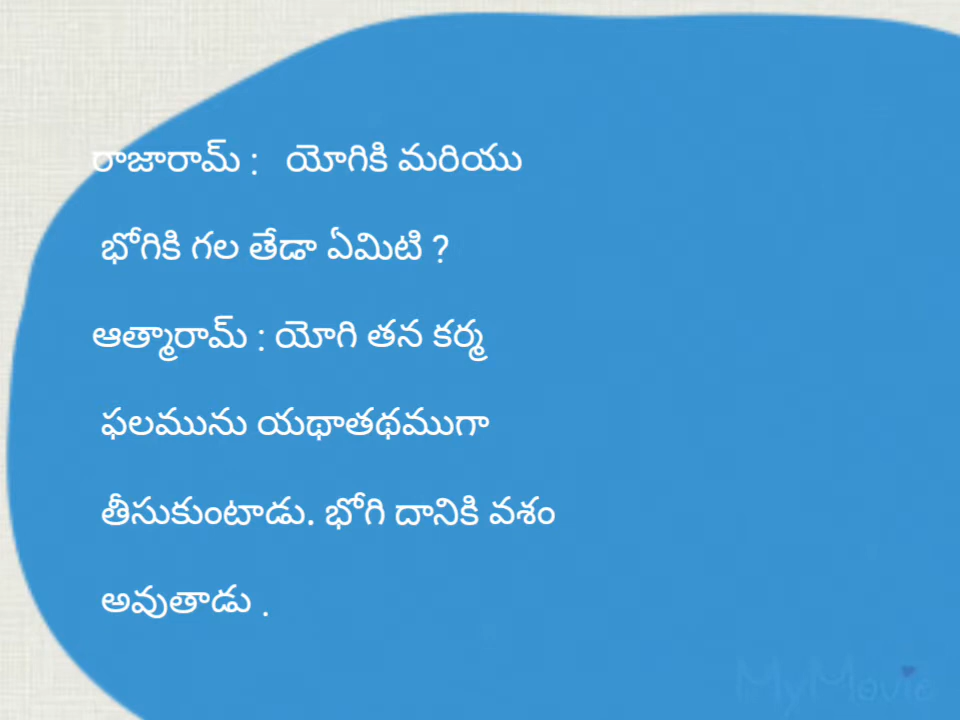 రాజారామ్ : యోగికి మరియు
భోగికి గల తేడా ఏమిటి ?
ఆత్మారామ్ : యోగి తన కర్మ
ఫలమును యథాతథముగా
తీసుకుంటాడు. భోగి దానికి వశం
అవుతాడు .
MyMovie